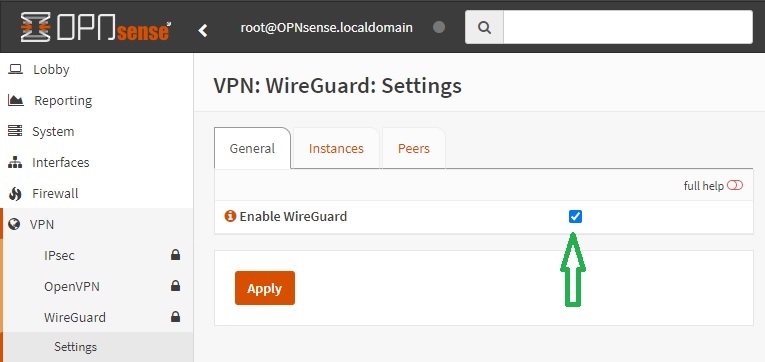 OPNsense
root@OPNsense.localdomain
Lobby
Reporting
System
Interfaces
Firewall
VPN
IPsec
OpenVPN
WireGuard
Settings
VPN: WireGuard: Settings
General Instances Peers
full help
Enable WireGuard
Apply